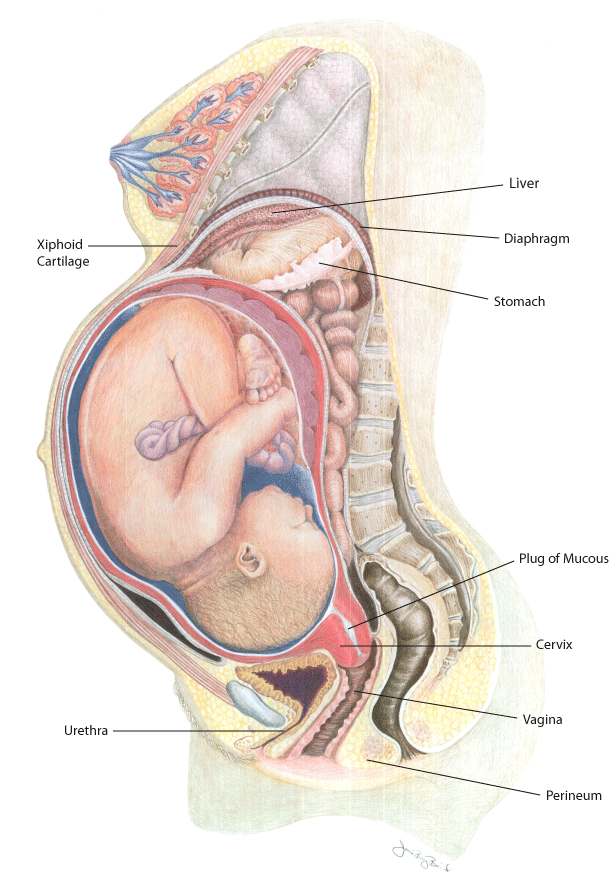 Liver
Diaphragm
Xiphoid
Cartilage
Stomach
Plug of Mucous
Cervix
Vagina
Urethra
Perineum